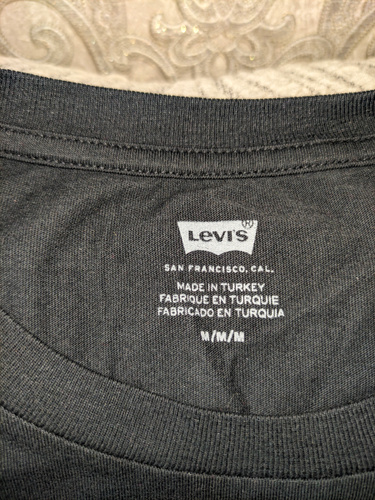 Levi's®
SAN FRANCISCO, CAL.
MADE IN TURKEY
FABRIQUE EN TURQUIE
FABRICADO EN TURQUIA
M/M/M